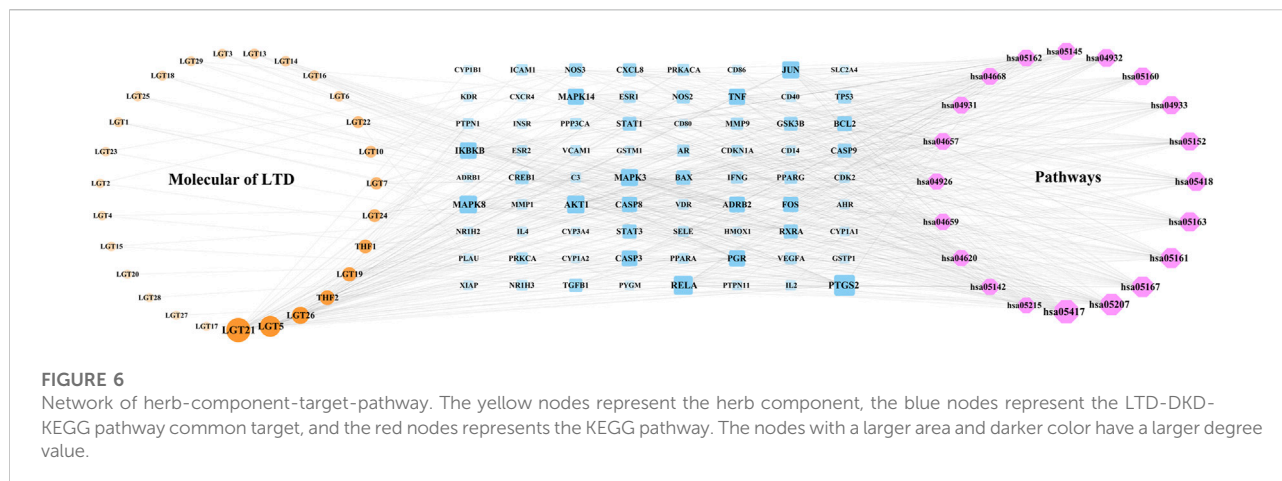 LGT3
LGT13
LGT29
LGT14
LGT18
LGT16
LGT25
LGT6
LGT1
LGT22
LGT23
LGT10
LGT2
LGT7
LGT4
LGT24
LGT15
THF1
LGT20
LGT19
LGT28
THF2
LGT27
LGT26
LGT17
LGT21
LGT5
Molecular of LTD
CYP1B1 ICAM1 NOS3 CXCL8 PRKACA CD86 JUN SLC2A4
KDR CXCR4 MAPK14 ESR1 NOS2 TNF CD40 TP53
PTPN1 INSR PPP3CA STAT1 CD80 MMP9 GSK3B BCL2
IKBKB ESR2 VCAM1 GSTM1 AR CDKN1A CD14 CASP9
ADRB1 CREB1 C3 MAPK3 BAX IFNG PPARG CDK2
MAPK8 MMP1 AKT1 CASP8 VDR ADRB2 FOS AHR
NR1H2 IL4 CYP3A4 STAT3 SELE HMOX1 RXRA CYP1A1
PLAU PRKCA CYP1A2 CASP3 PPARA PGR VEGFA GSTP1
XIAP NR1H3 TGFB1 PYGM RELA PTPN11 IL2 PTGS2
hsa05145
hsa05162
hsa04932
hsa04668
hsa05160
hsa04931
hsa04933
hsa04657
hsa05152
hsa04926
hsa05418
hsa04659
hsa05163
hsa04620
hsa05161
hsa05142
hsa05167
hsa05215
hsa05207
hsa05417
Pathways
FIGURE 6
Network of herb-component-target-pathway. The yellow nodes represent the herb component, the blue nodes represent the LTD-DKD-
KEGG pathway common target, and the red nodes represents the KEGG pathway. The nodes with a larger area and darker color have a larger degree
value.